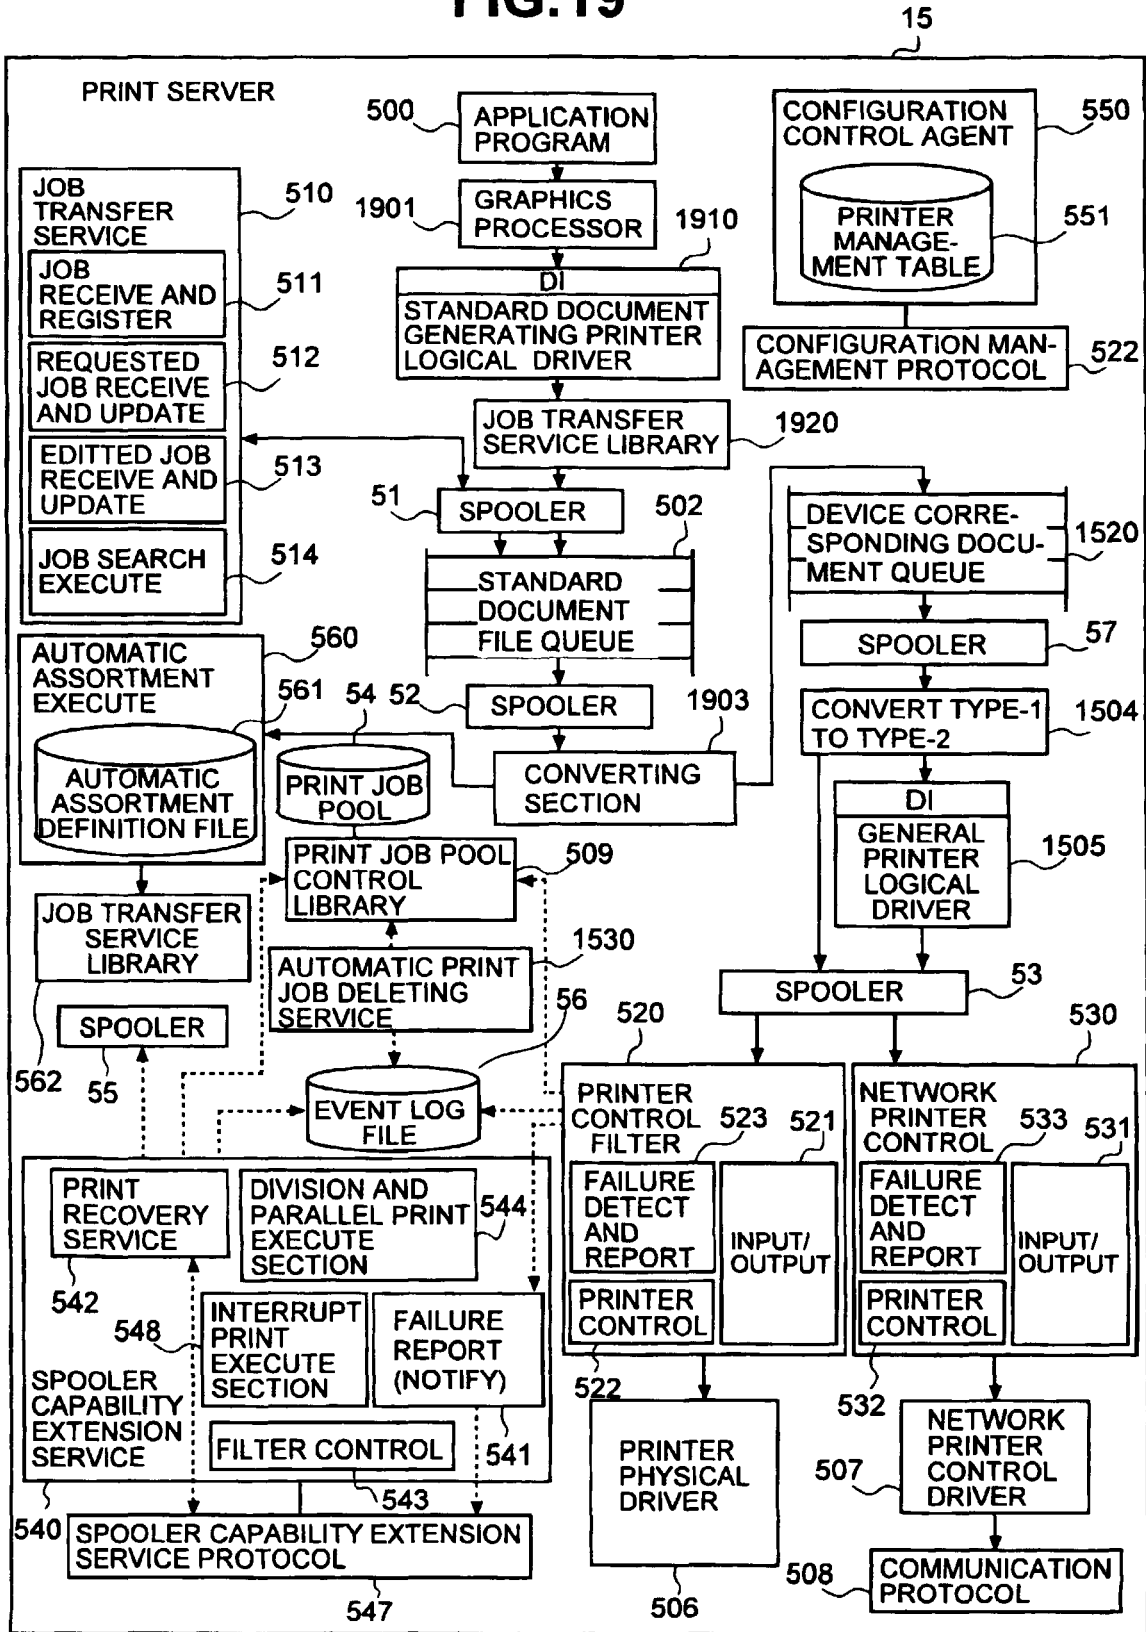 FIG.19
15
PRINT SERVER
500
APPLICATION
PROGRAM
CONFIGURATION
CONTROL AGENT
550
PRINTER
MANAGE-
MENT TABLE
551
JOB
TRANSFER
SERVICE
510
1901
GRAPHICS
PROCESSOR
1910
JOB
RECEIVE AND
REGISTER
511
DI
STANDARD DOCUMENT
GENERATING PRINTER
LOGICAL DRIVER
CONFIGURATION MAN-
AGEMENT PROTOCOL
522
REQUESTED
JOB RECEIVE
AND UPDATE
512
JOB TRANSFER
SERVICE LIBRARY
1920
EDITTED JOB
RECEIVE AND
UPDATE
513
51
SPOOLER
502
DEVICE CORRE-
SPONDING DOCU-
MENT QUEUE
1520
JOB SEARCH
EXECUTE
514
STANDARD
DOCUMENT
FILE QUEUE
SPOOLER
57
AUTOMATIC
ASSORTMENT
EXECUTE
560
561
AUTOMATIC
ASSORTMENT
DEFINITION FILE
54
52
SPOOLER
1903
CONVERT TYPE-1
TO TYPE-2
1504
PRINT JOB
POOL
CONVERTING
SECTION
DI
GENERAL
PRINTER
LOGICAL
DRIVER
1505
PRINT JOB POOL
CONTROL
LIBRARY
509
JOB TRANSFER
SERVICE
LIBRARY
562
1530
AUTOMATIC PRINT
JOB DELETING
SERVICE
56
SPOOLER
53
SPOOLER
55
520
530
EVENT LOG
FILE
PRINTER
CONTROL
FILTER
523
521
NETWORK
PRINTER
CONTROL
533
531
PRINT
RECOVERY
SERVICE
542
DIVISION AND
PARALLEL PRINT
EXECUTE
SECTION
544
FAILURE
DETECT
AND
REPORT
INPUT/
OUTPUT
FAILURE
DETECT
AND
REPORT
INPUT/
OUTPUT
548
INTERRUPT
PRINT
EXECUTE
SECTION
FAILURE
REPORT
(NOTIFY)
541
PRINTER
CONTROL
522
PRINTER
CONTROL
532
SPOOLER
CAPABILITY
EXTENSION
SERVICE
540
FILTER CONTROL
543
PRINTER
PHYSICAL
DRIVER
506
NETWORK
PRINTER
CONTROL
DRIVER
507
SPOOLER CAPABILITY EXTENSION
SERVICE PROTOCOL
547
508
COMMUNICATION
PROTOCOL